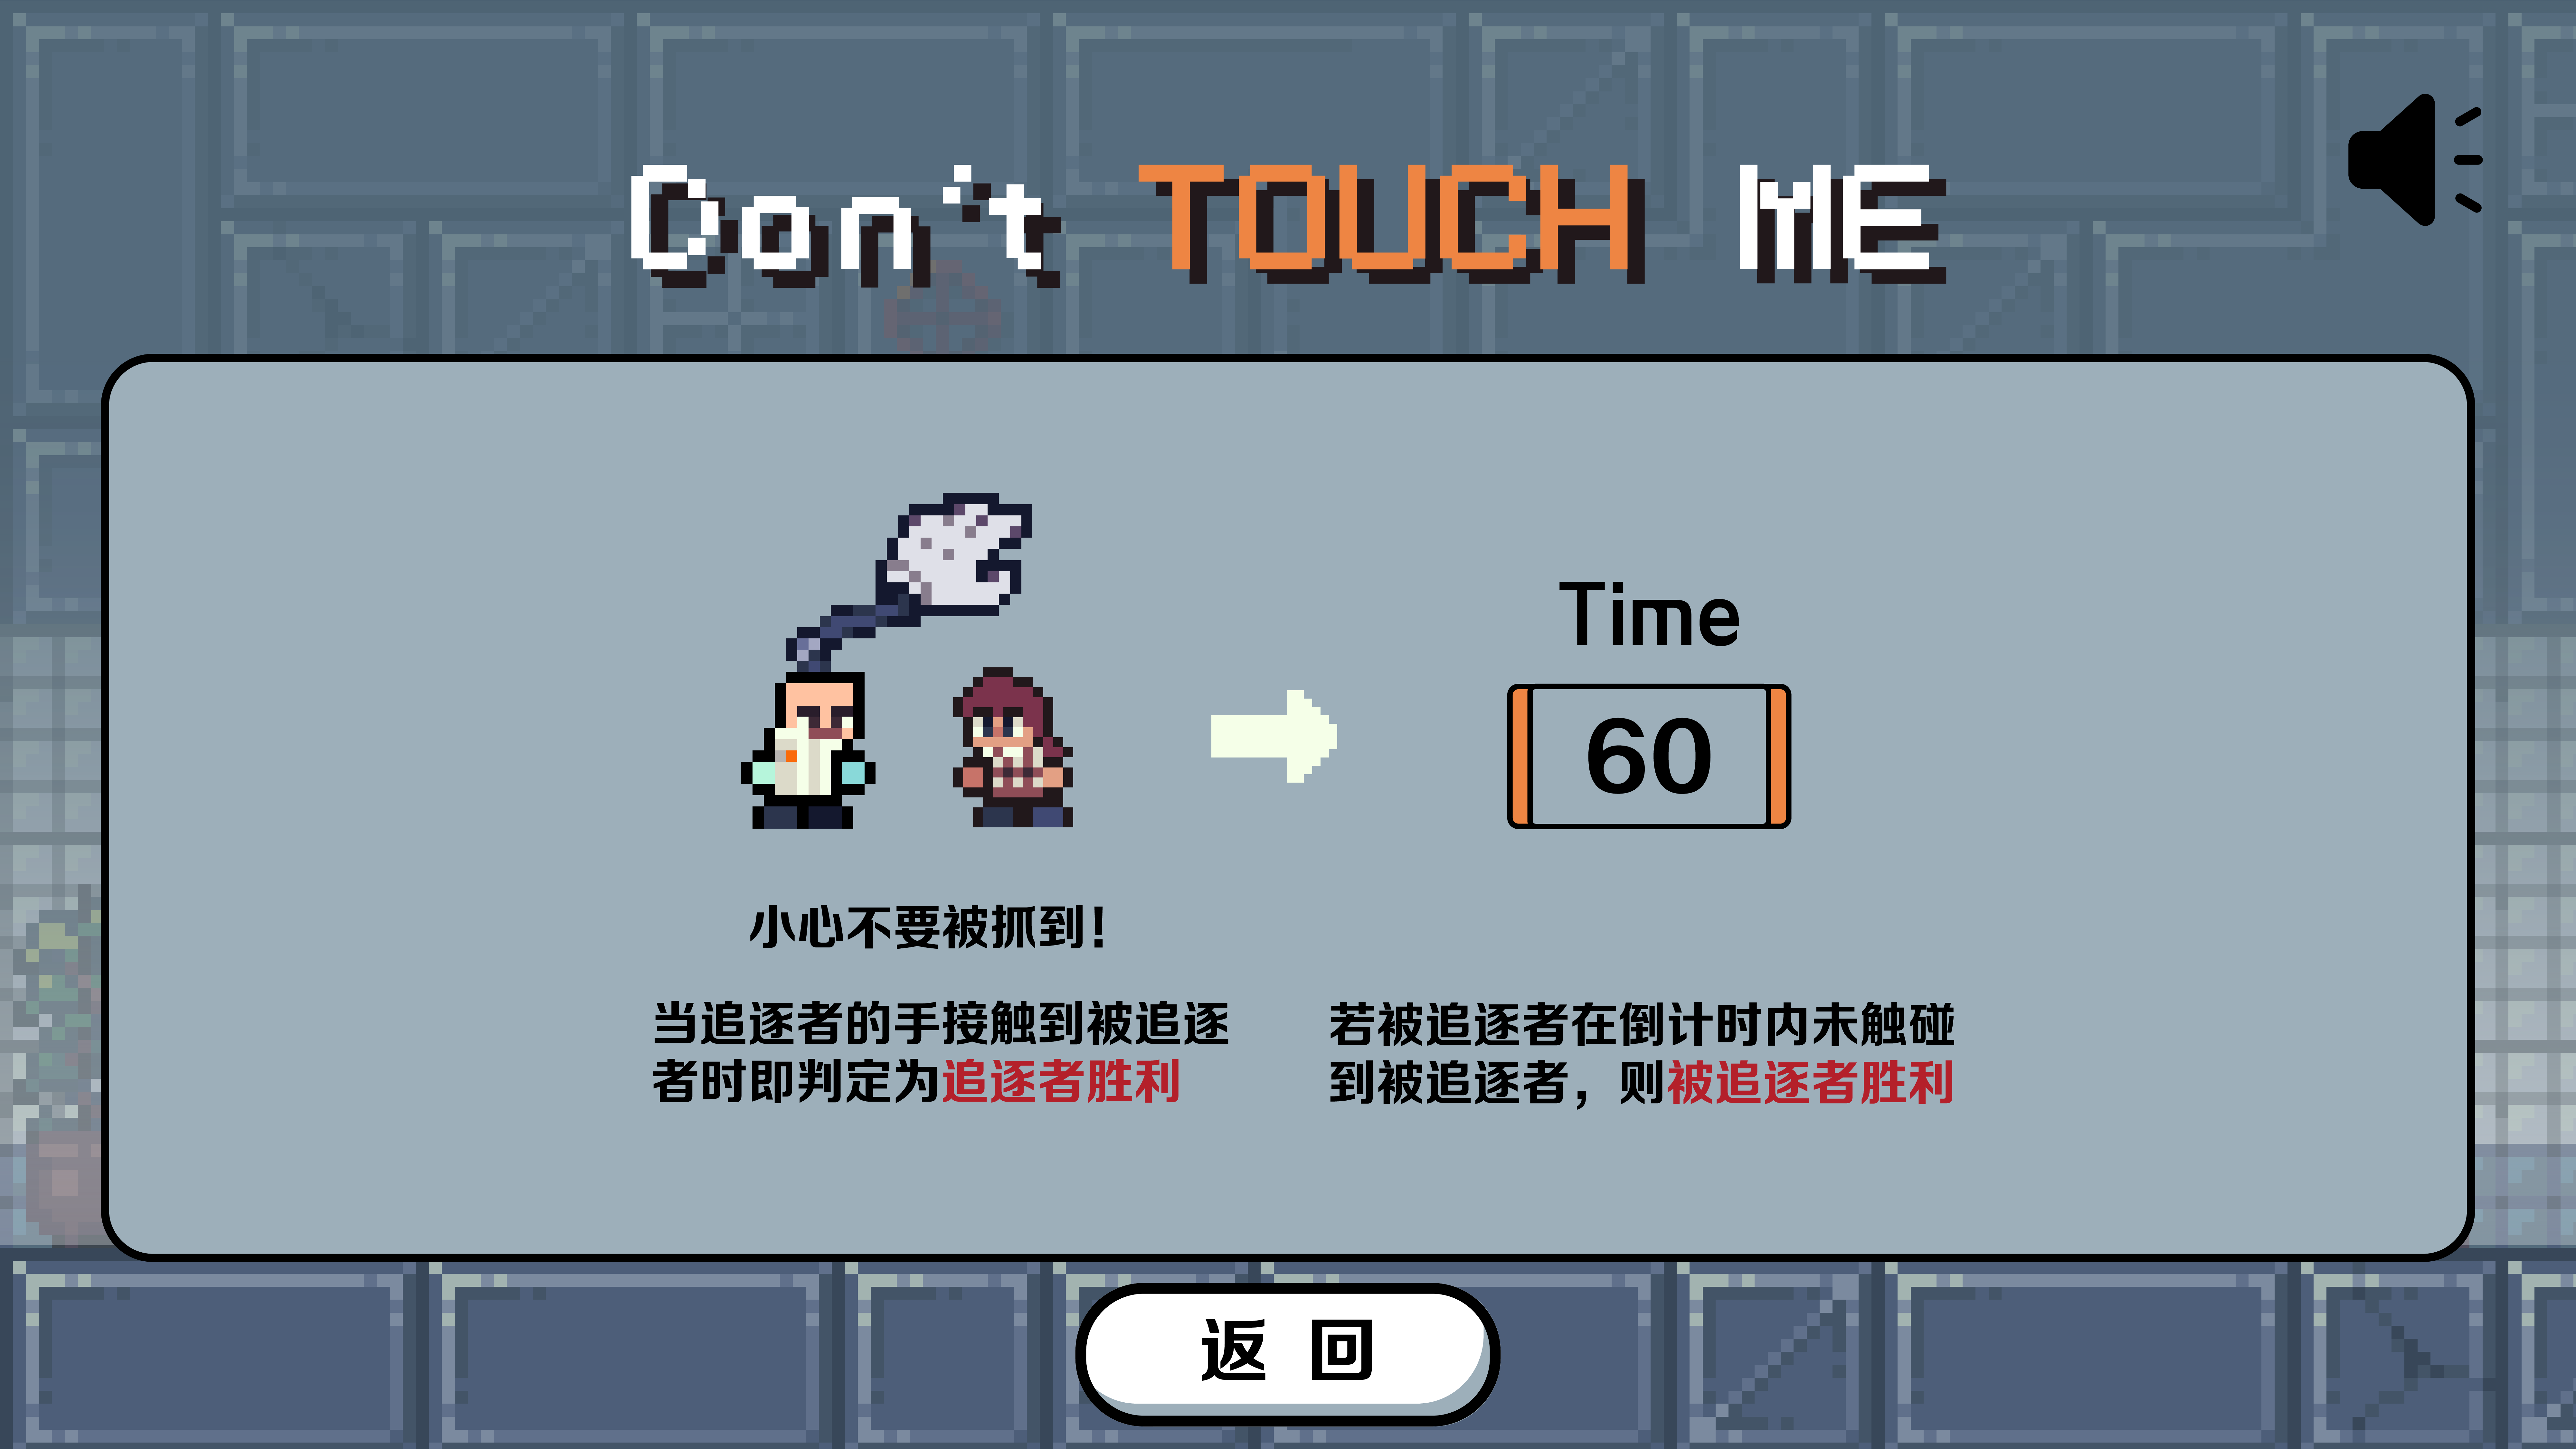 Don't TOUCH ME
Time
60
小心不要被抓到！
当追逐者的手接触到被追逐
者时即判定为追逐者胜利
若被追逐者在倒计时内未触碰
到被追逐者，则被追逐者胜利
返 回